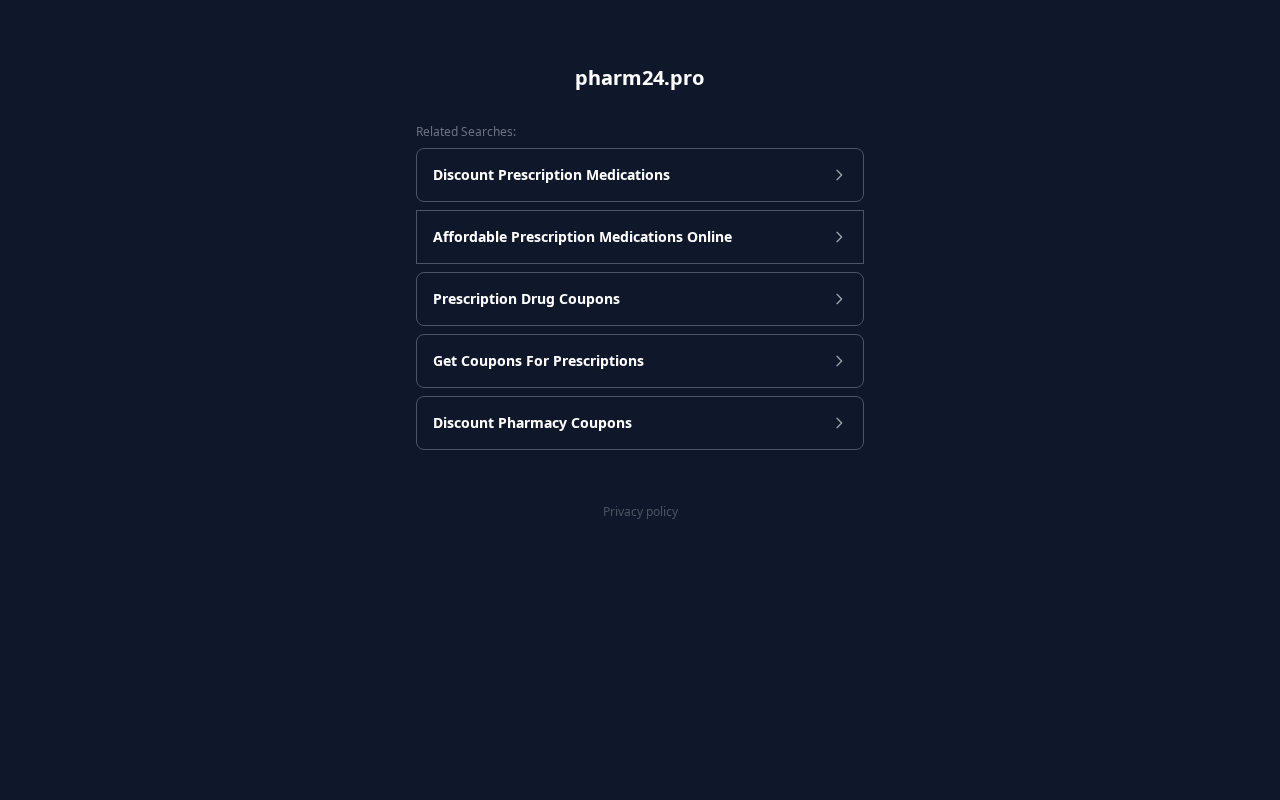 pharm24.pro
Related Searches:
Discount Prescription Medications
Affordable Prescription Medications Online
Prescription Drug Coupons
Get Coupons For Prescriptions
Discount Pharmacy Coupons
Privacy policy